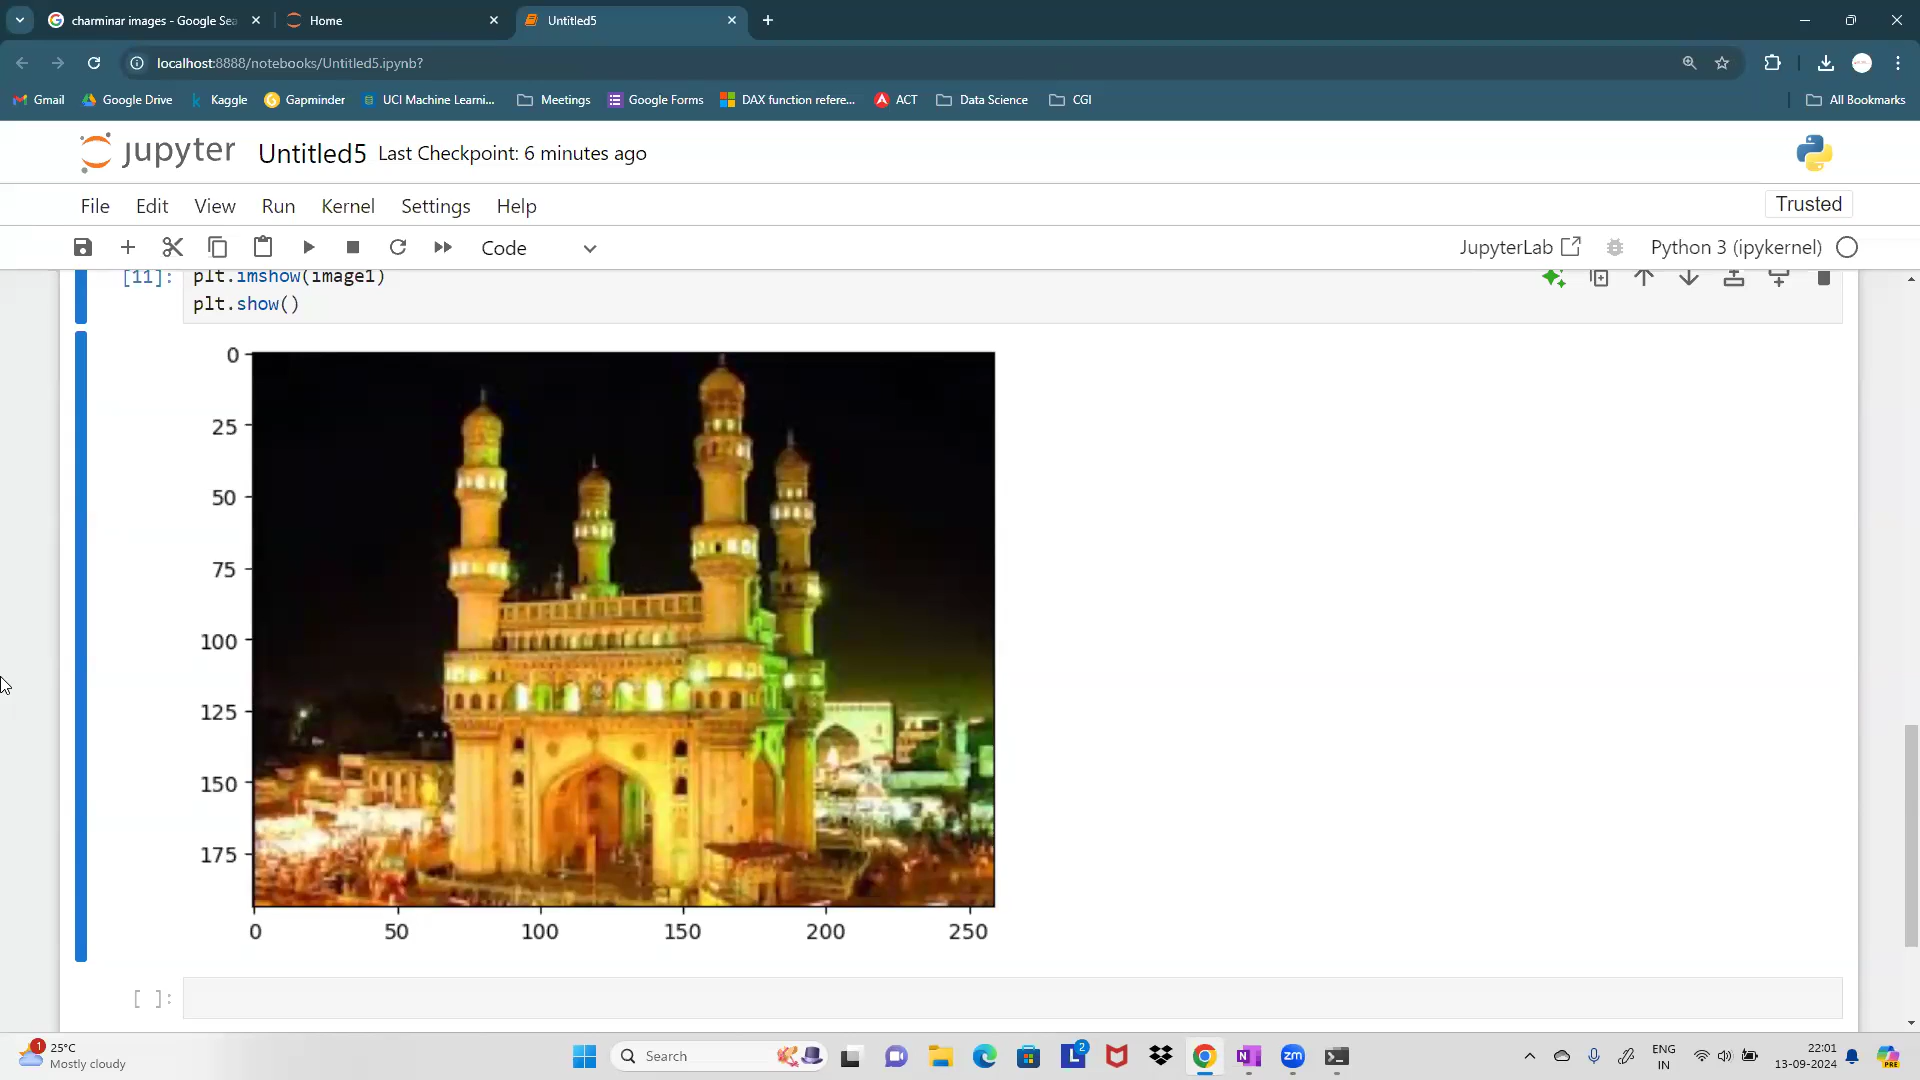 charminar images - Google Sea
Home
Untitled5
localhost:8888/notebooks/Untitled5.ipynb?
Gmail
Google Drive
Kaggle
Gapminder
UCI Machine Learni...
Meetings
Google Forms
DAX function refere...
ACT
Data Science
CGI
All Bookmarks
jupyter
Untitled5
Last Checkpoint: 6 minutes ago
File
Edit
View
Run
Kernel
Settings
Help
Trusted
Code
JupyterLab
Python 3 (ipykernel)
[11]:
plt.imshow(image1)
plt.show()
0
25
50
75
100
125
150
175
0
50
100
150
200
250
[ ]:
1
25°C
Mostly cloudy
Search
L
2
N
zm
ENG
IN
22:01
13-09-2024
PRE